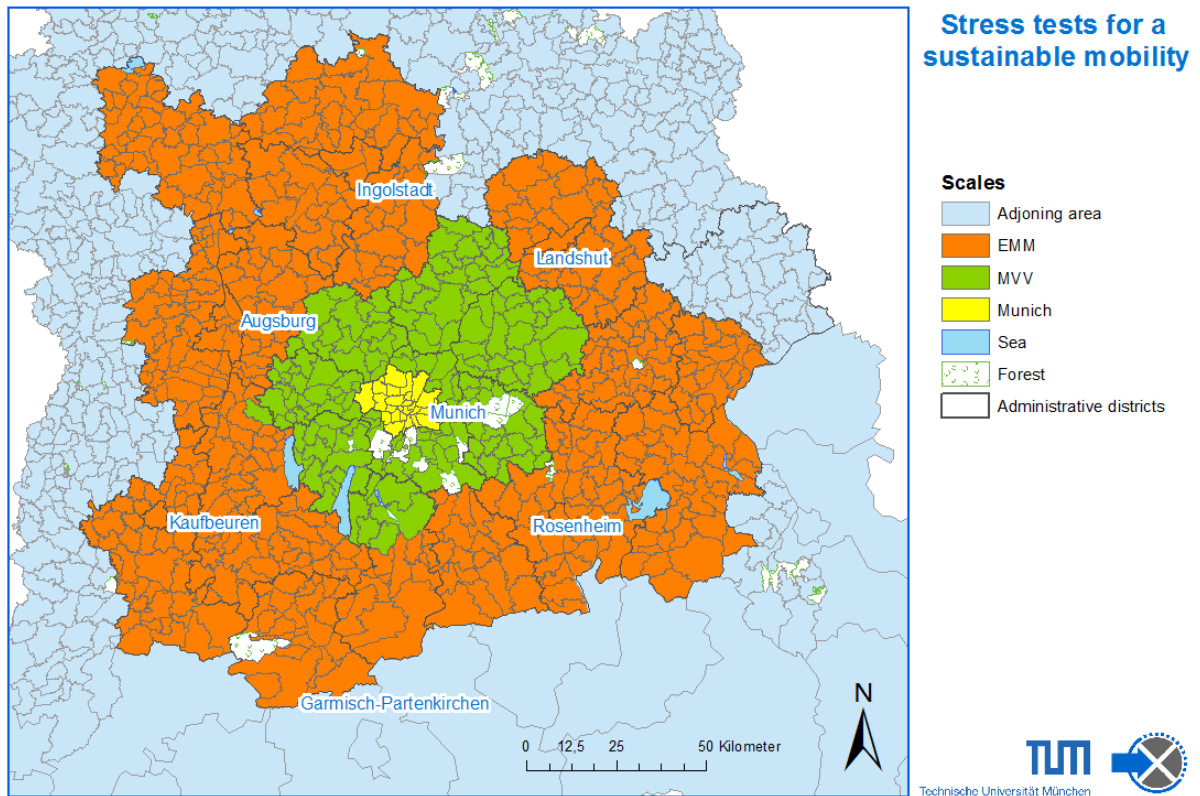 Stress tests for a
sustainable mobility
Scales
Adjoning area
EMM
MVV
Munich
Sea
Forest
Administrative districts
Ingolstadt
Landshut
Augsburg
Munich
Kaufbeuren
Rosenheim
Garmisch-Partenkirchen
N
0 12,5 25 50 Kilometer
TUM
Technische Universität München